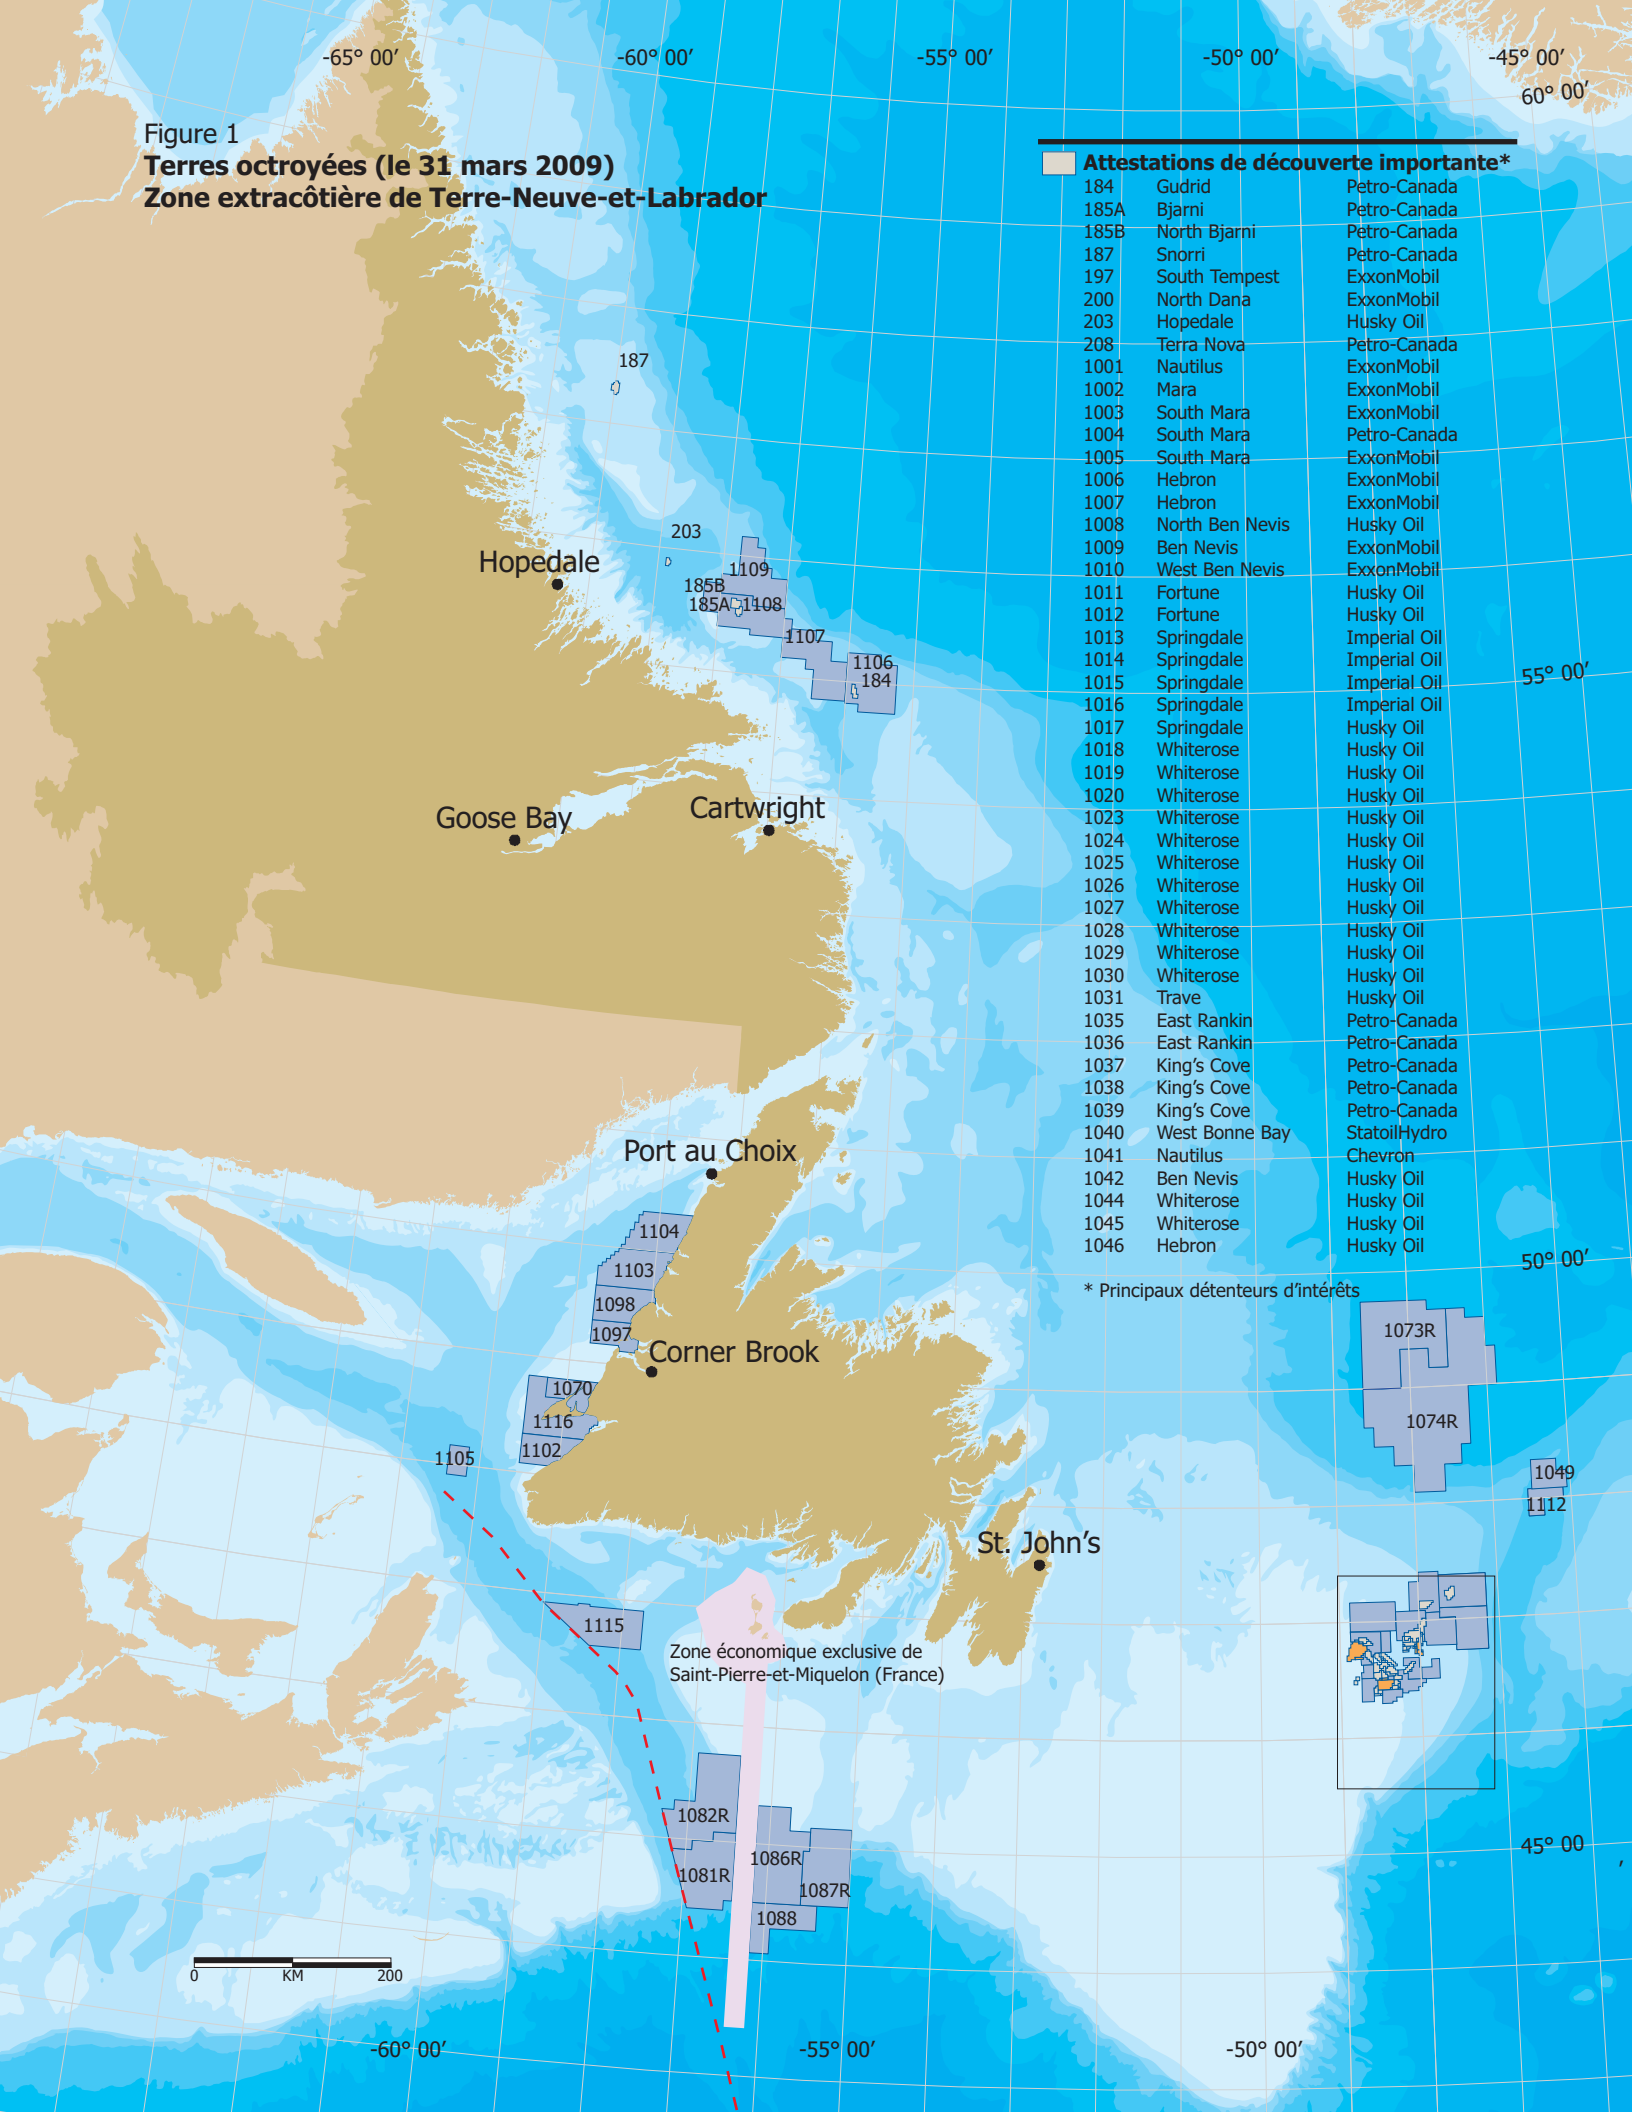 -65° 00′
-60° 00′
-55° 00′
-50° 00′
-45° 00′
60° 00′
Figure 1
Terres octroyées (le 31 mars 2009)
Zone extracôtière de Terre-Neuve-et-Labrador
Attestations de découverte importante*
184 Gudrid Petro-Canada
185A Bjarni Petro-Canada
185B North Bjarni Petro-Canada
187 Snorri Petro-Canada
197 South Tempest ExxonMobil
200 North Dana ExxonMobil
203 Hopedale Husky Oil
208 Terra Nova Petro-Canada
1001 Nautilus ExxonMobil
1002 Mara ExxonMobil
1003 South Mara ExxonMobil
1004 South Mara Petro-Canada
1005 South Mara ExxonMobil
1006 Hebron ExxonMobil
1007 Hebron ExxonMobil
1008 North Ben Nevis Husky Oil
1009 Ben Nevis ExxonMobil
1010 West Ben Nevis ExxonMobil
1011 Fortune Husky Oil
1012 Fortune Husky Oil
1013 Springdale Imperial Oil
1014 Springdale Imperial Oil
1015 Springdale Imperial Oil
1016 Springdale Imperial Oil
1017 Springdale Husky Oil
1018 Whiterose Husky Oil
1019 Whiterose Husky Oil
1020 Whiterose Husky Oil
1023 Whiterose Husky Oil
1024 Whiterose Husky Oil
1025 Whiterose Husky Oil
1026 Whiterose Husky Oil
1027 Whiterose Husky Oil
1028 Whiterose Husky Oil
1029 Whiterose Husky Oil
1030 Whiterose Husky Oil
1031 Trave Husky Oil
1035 East Rankin Petro-Canada
1036 East Rankin Petro-Canada
1037 King's Cove Petro-Canada
1038 King's Cove Petro-Canada
1039 King's Cove Petro-Canada
1040 West Bonne Bay StatoilHydro
1041 Nautilus Chevron
1042 Ben Nevis Husky Oil
1044 Whiterose Husky Oil
1045 Whiterose Husky Oil
1046 Hebron Husky Oil
* Principaux détenteurs d'intérêts
187
203
Hopedale
1109
185B
185A
1108
1107
1106
184
55° 00′
Cartwright
Goose Bay
Port au Choix
1104
1103
1098
1097
Corner Brook
50° 00′
1073R
1070
1116
1102
1074R
1105
1049
1112
St. John's
1115
Zone économique exclusive de
Saint-Pierre-et-Miquelon (France)
1082R
1081R
1086R
1087R
1088
45° 00
′
0 KM 200
-60° 00′
-55° 00′
-50° 00′